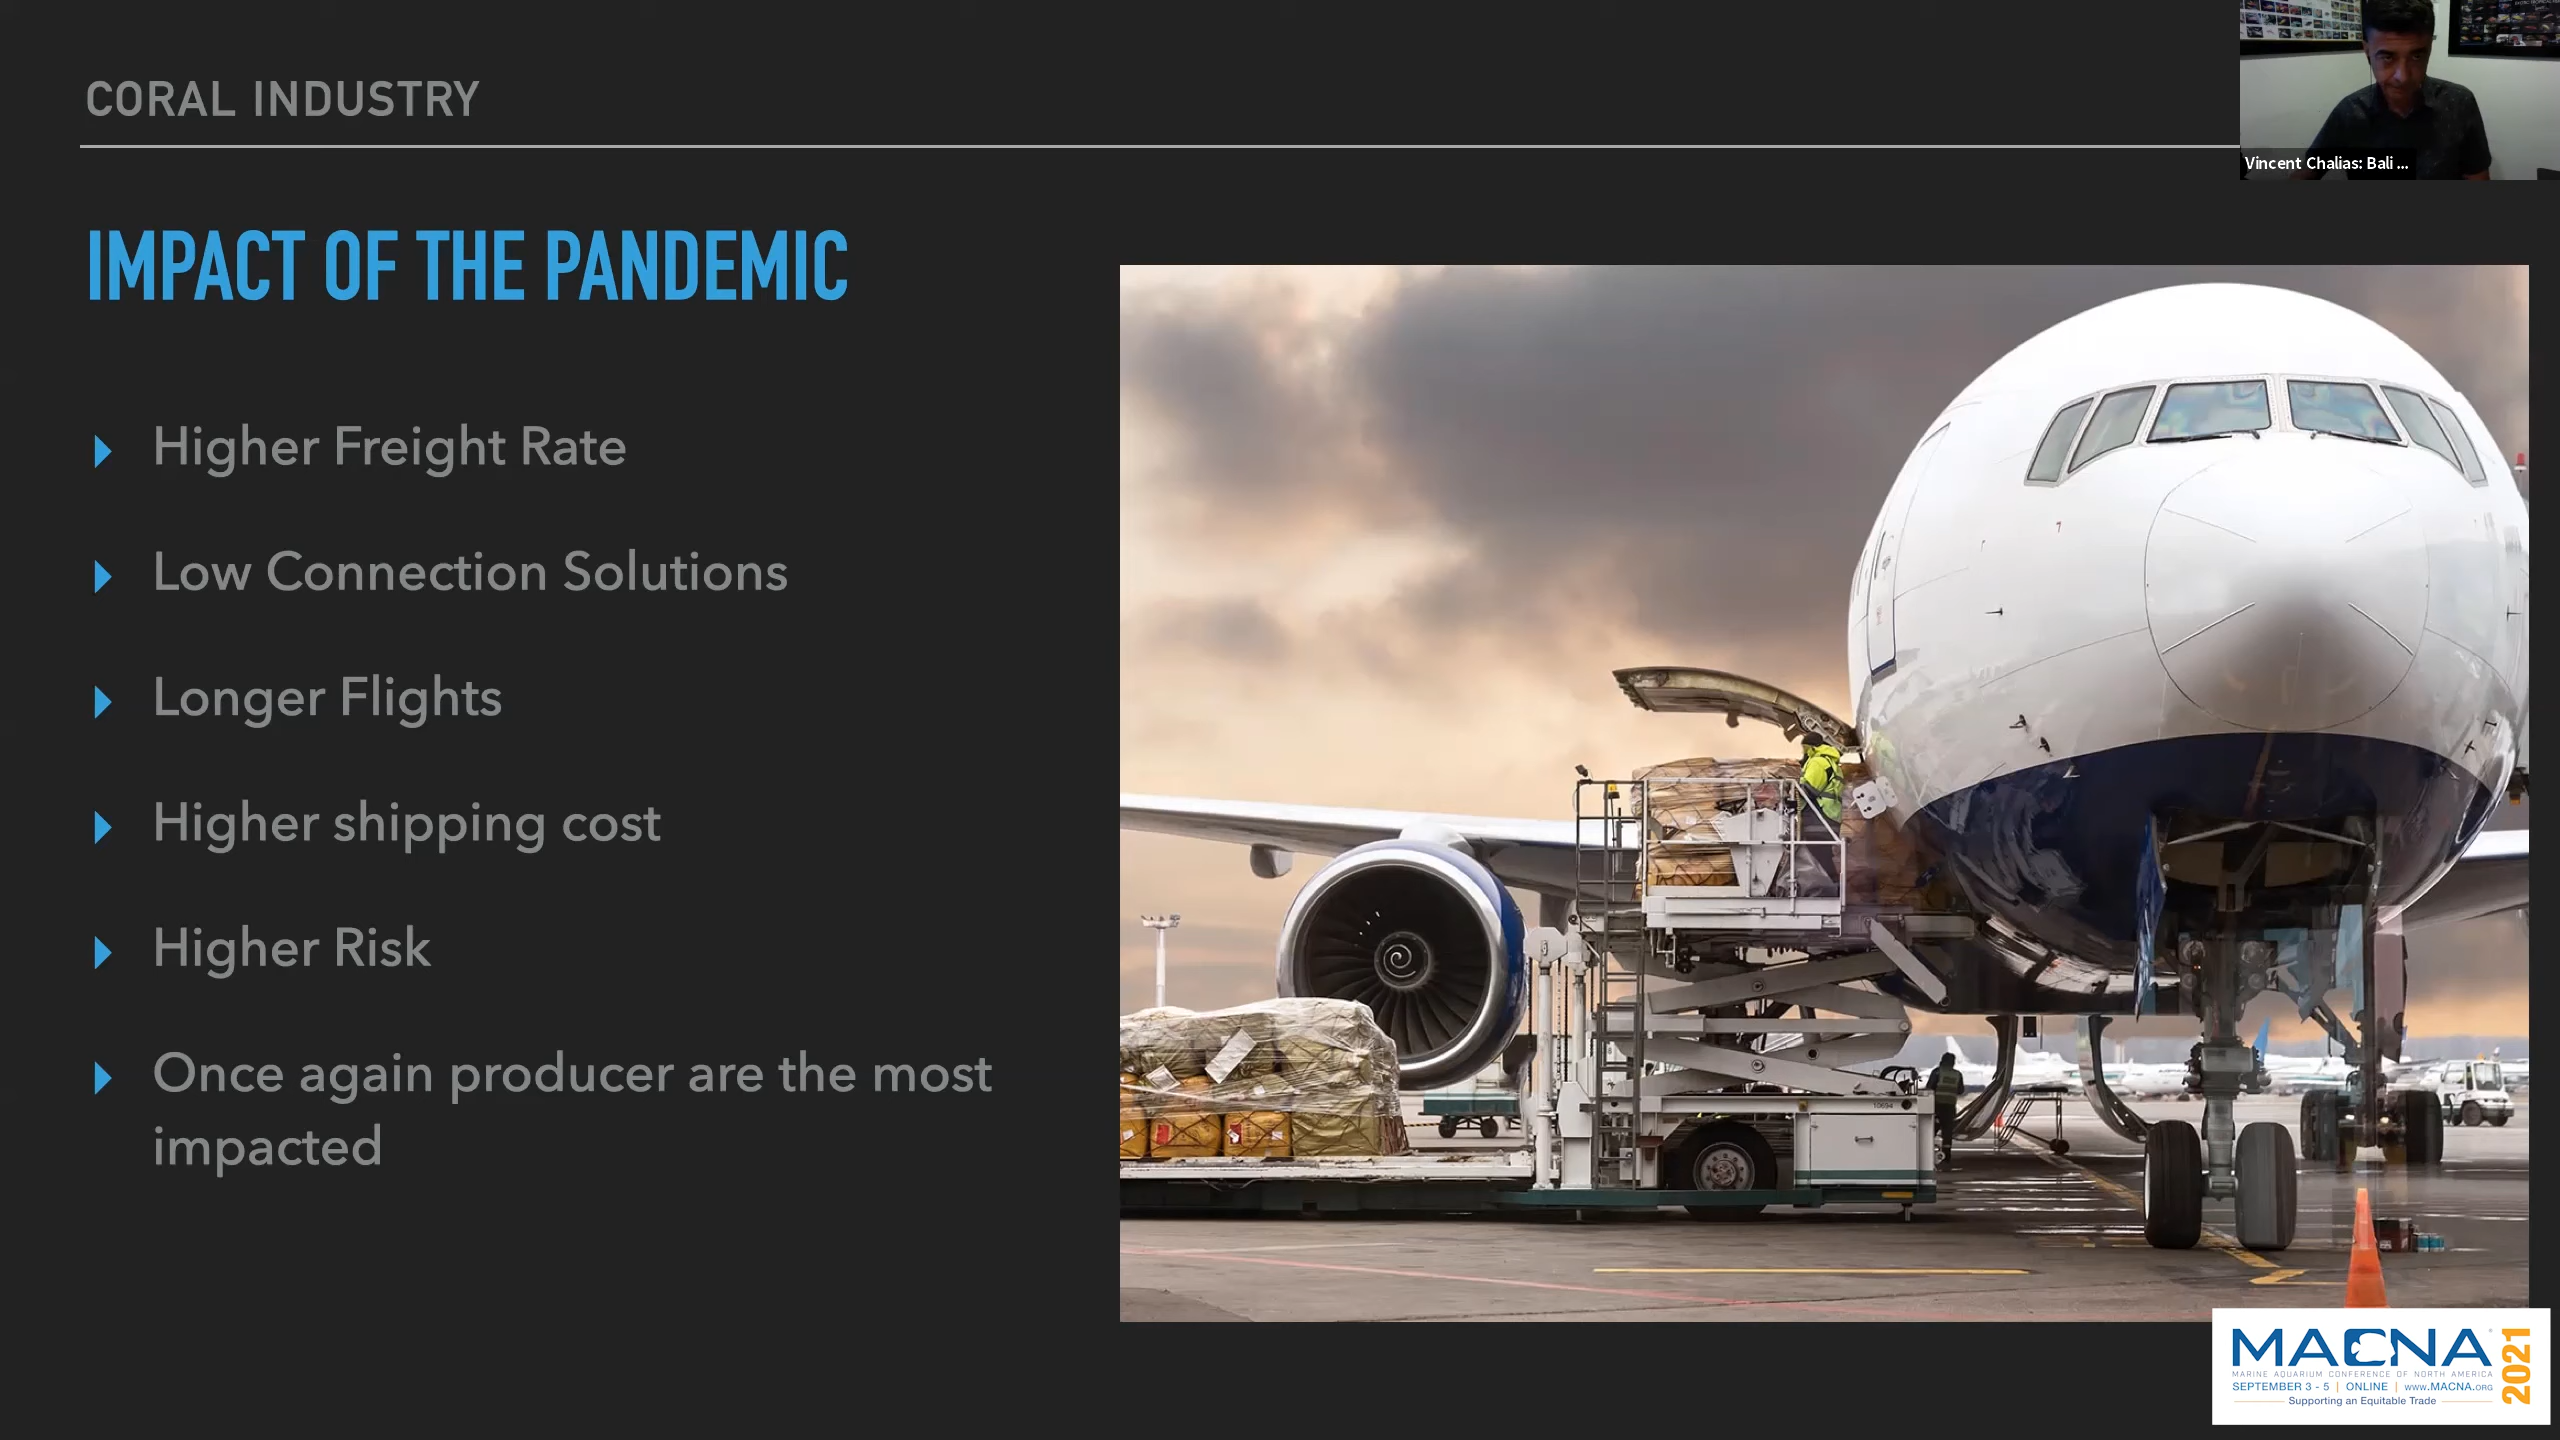 CORAL INDUSTRY
Vincent Chalias: Bali ...
IMPACT OF THE PANDEMIC
Higher Freight Rate
Low Connection Solutions
Longer Flights
Higher shipping cost
Higher Risk
Once again producer are the most
impacted
10694
MACNA 2021
MARINE AQUARIUM CONFERENCE OF NORTH AMERICA
SEPTEMBER 3 - 5 | ONLINE | www.MACNA.ORG
Supporting an Equitable Trade